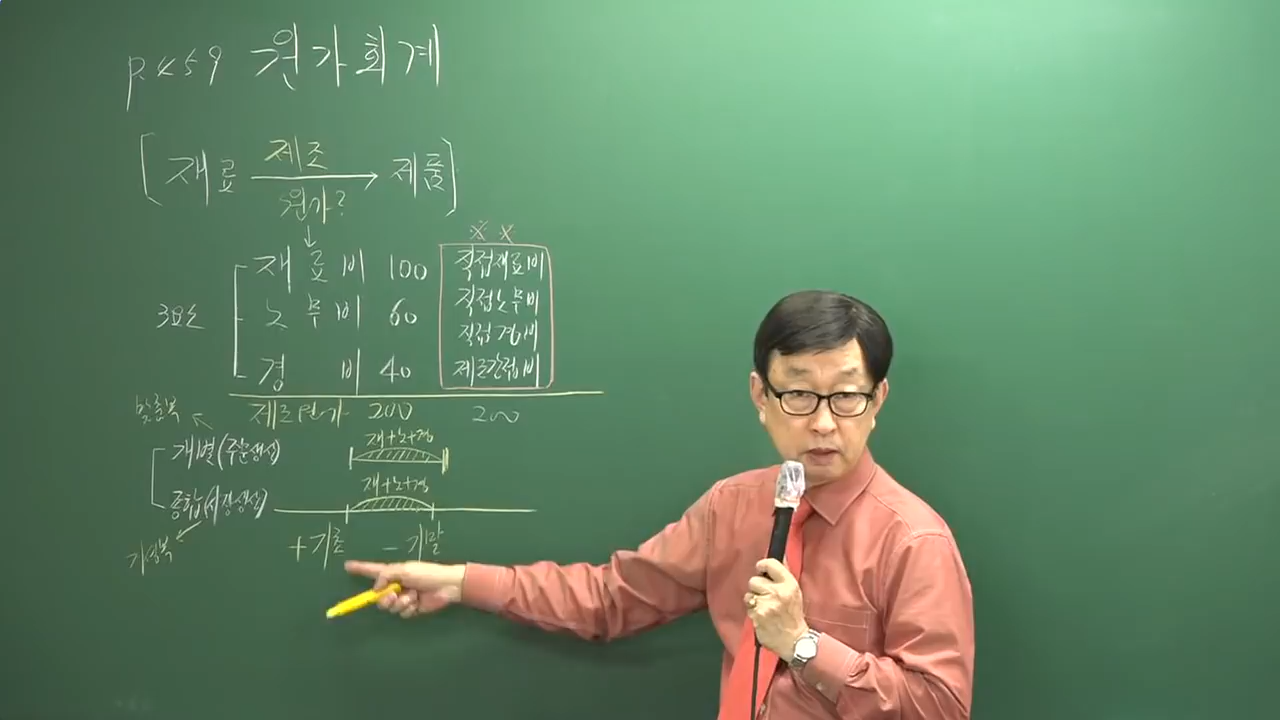 P.459 원가회계
[재료 제조 → 제품]
원가?
↓
※ ※
재료비 100 직접재료비
3요소 노무비 60 직접노무비
직접경비
경비 40 제조간접비
제조원가 200 200
맞춤복
개별(주문생산) 재+노+경
종합(시장생산) 재+노+경
기성복 +기초 -기말